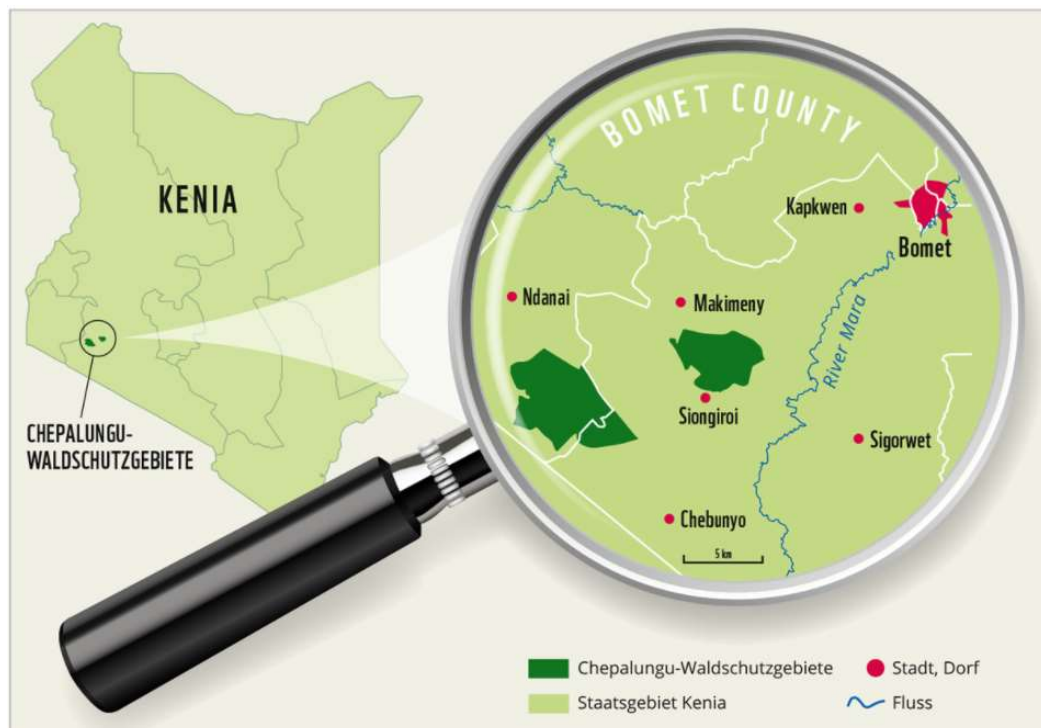 KENIA
CHEPALUNGU-
WALDSCHUTZGEBIETE
BOMET COUNTY
Kapkwen
Bomet
Ndanai
Makimeny
River Mara
Siongiroi
Sigorwet
Chebunyo
5 km
Chepalungu-Waldschutzgebiete
Stadt, Dorf
Staatsgebiet Kenia
Fluss